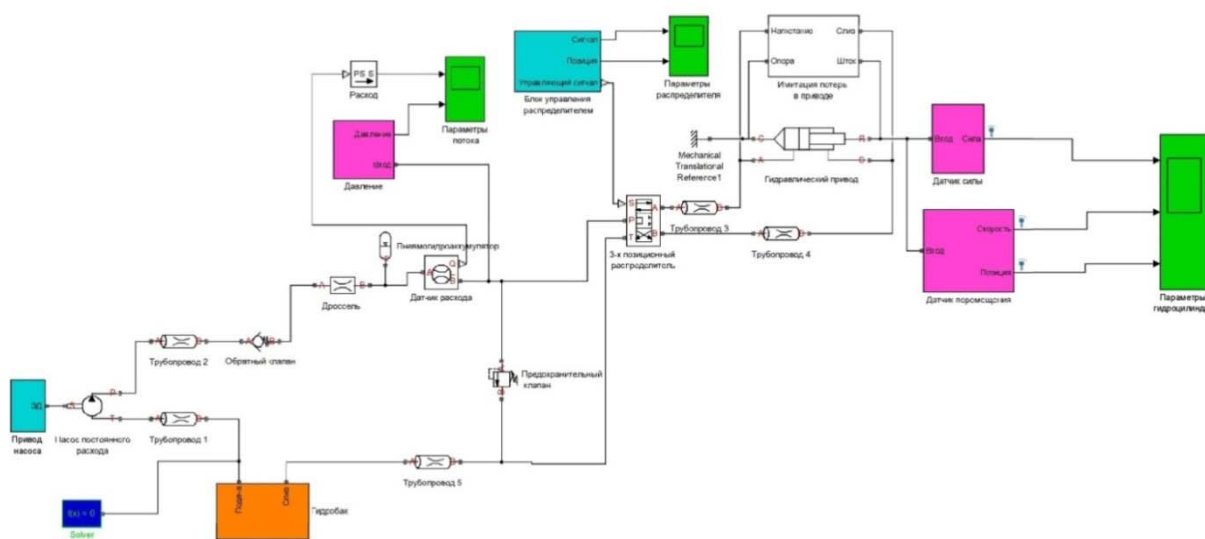 PS S
Расход
Параметры
потока
Давление
Вход
Давление
Сигнал
Позиция
Управляющий сигнал
Блок управления
распределителем
Параметры
распределителя
Нагнетание
Слив
Опора
Шток
Имитация потерь
в приводе
Mechanical
Translational
Reference1
C
R
A
Гидравлический привод
Вход
Сила
Датчик силы
Скорость
Вход
Позиция
Датчик перемещения
Параметры
S
P
T
A
B
3-х позиционный
распределитель
A
B
Трубопровод 3
A
Трубопровод 4
Пневмогидроаккумулятор
A
B
Дроссель
A
Q
B
Датчик расхода
A
Трубопровод 2
A
B
Обратный клапан
Предохранительный
клапан
ЭД
Привод
насоса
S
P
T
Насос постоянного
расхода
A
Трубопровод 1
A
Трубопровод 5
Слив
Гидробак
f(x) = 0
Solver